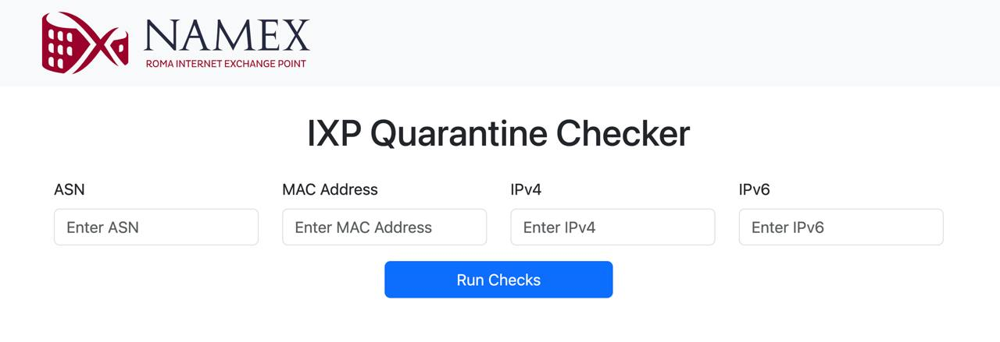 NAMEX
ROMA INTERNET EXCHANGE POINT
IXP Quarantine Checker
ASN MAC Address IPv4 IPv6
Enter ASN Enter MAC Address Enter IPv4 Enter IPv6
Run Checks